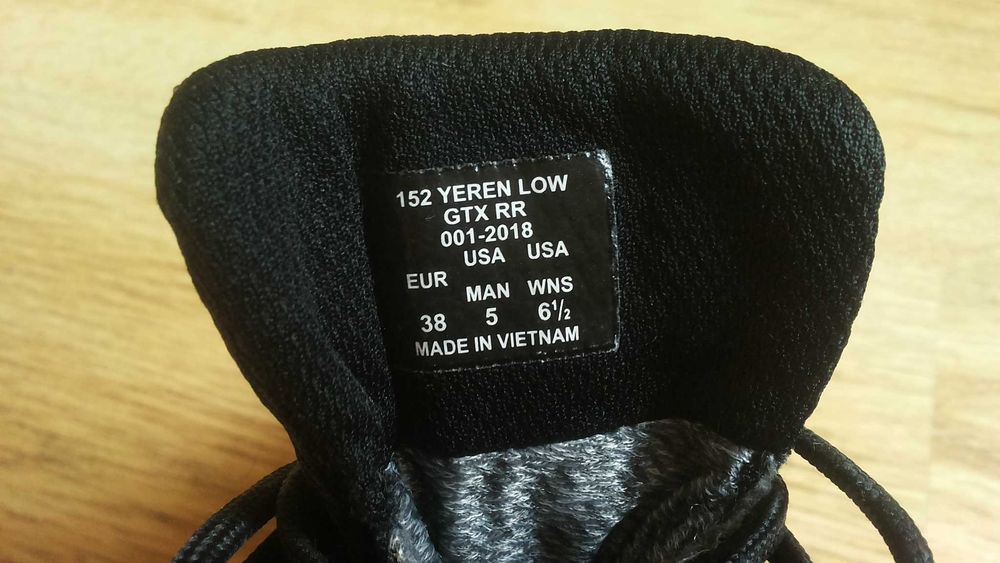 152 YEREN LOW
GTX RR
001-2018
USA USA
EUR MAN WNS
38 5 6½
MADE IN VIETNAM